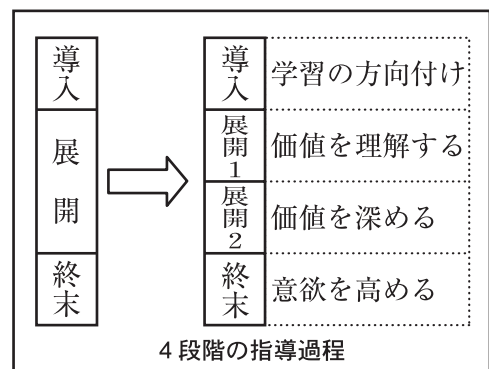 導入
展開
終末
導入 学習の方向付け
展開1 価値を理解する
展開2 価値を深める
終末 意欲を高める
4段階の指導過程